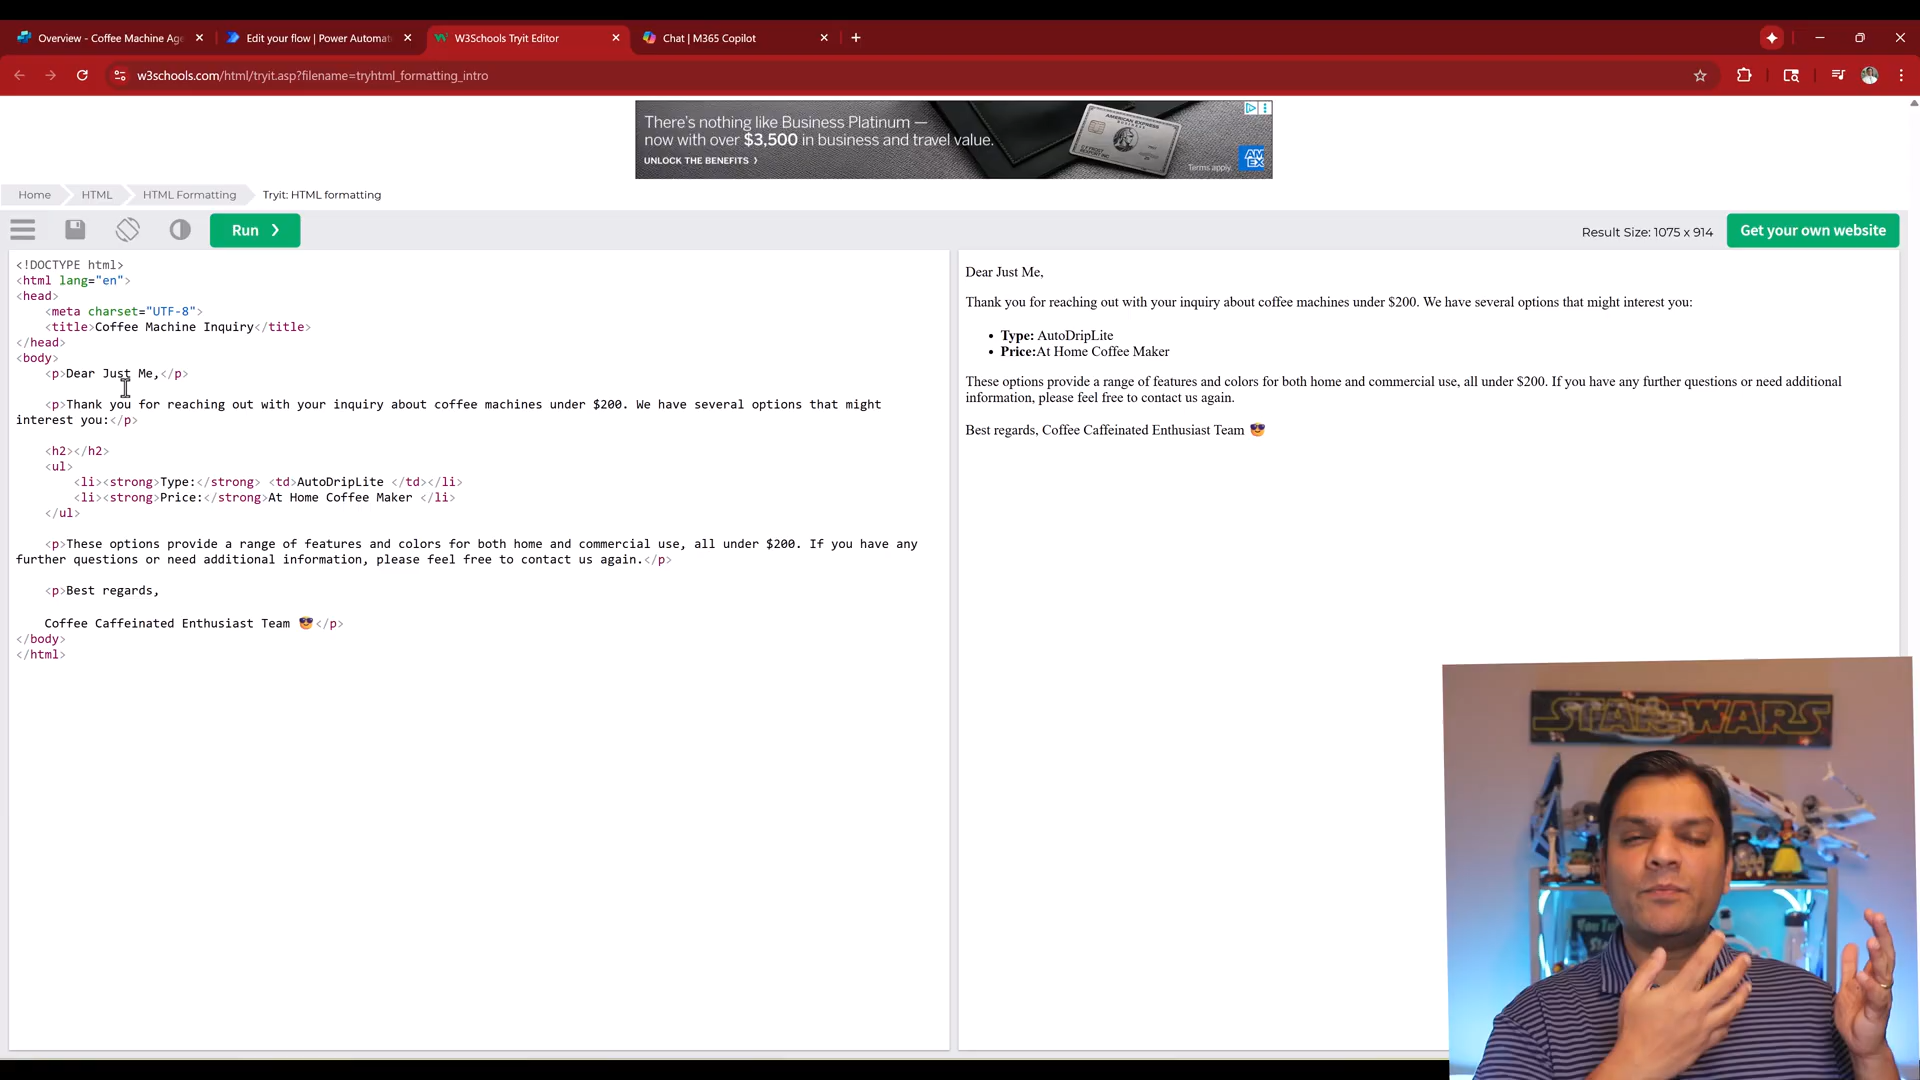 Overview - Coffee Machine Age
Edit your flow | Power Automat
W3Schools Tryit Editor
Chat | M365 Copilot
w3schools.com/html/tryit.asp?filename=tryhtml_formatting_intro
There's nothing like Business Platinum —
now with over $3,500 in business and travel value.
UNLOCK THE BENEFITS >
AMERICAN EXPRESS
Terms apply.
AM
EX
Home
HTML
HTML Formatting
Tryit: HTML formatting
Run ❯
Result Size: 1075 x 914
Get your own website
<!DOCTYPE html>
<html lang="en">
<head>
<meta charset="UTF-8">
<title>Coffee Machine Inquiry</title>
</head>
<body>
<p>Dear Just Me,</p>
<p>Thank you for reaching out with your inquiry about coffee machines under $200. We have several options that might
interest you:</p>
<h2></h2>
<ul>
<li><strong>Type:</strong> <td>AutoDripLite </td></li>
<li><strong>Price:</strong>At Home Coffee Maker </li>
</ul>
<p>These options provide a range of features and colors for both home and commercial use, all under $200. If you have any
further questions or need additional information, please feel free to contact us again.</p>
<p>Best regards,
Coffee Caffeinated Enthusiast Team 😎</p>
</body>
</html>
Dear Just Me,
Thank you for reaching out with your inquiry about coffee machines under $200. We have several options that might interest you:
• Type: AutoDripLite
• Price:At Home Coffee Maker
These options provide a range of features and colors for both home and commercial use, all under $200. If you have any further questions or need additional
information, please feel free to contact us again.
Best regards, Coffee Caffeinated Enthusiast Team 😎
STAR WARS